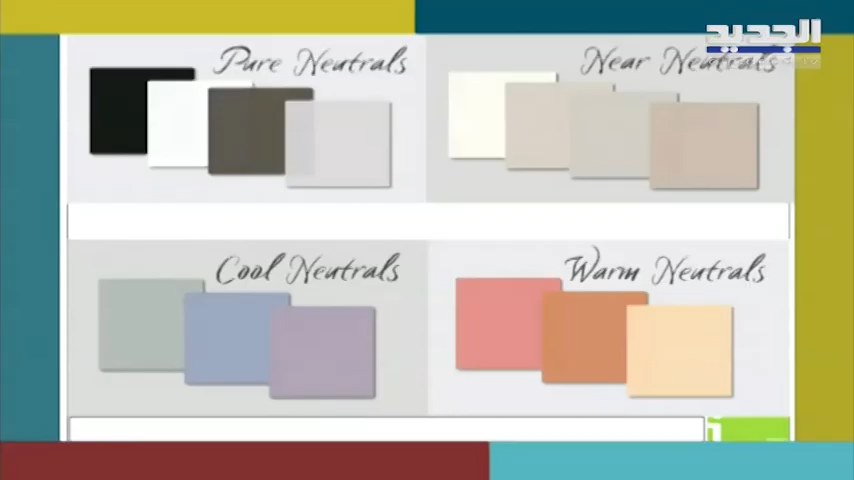 الجديد
Pure Neutrals
Near Neutrals
Cool Neutrals
Warm Neutrals